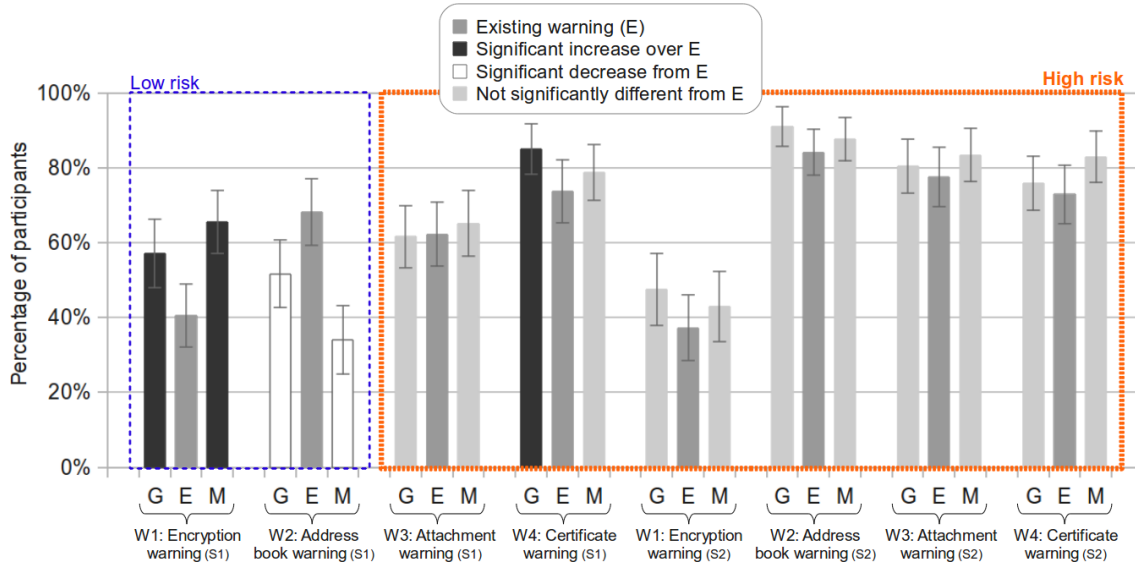 Existing warning (E)
Significant increase over E
Significant decrease from E
Not significantly different from E
Low risk
High risk
Percentage of participants
100%
80%
60%
40%
20%
0%
G E M G E M G E M G E M G E M G E M G E M G E M
W1: Encryption warning (S1)
W2: Address book warning (S1)
W3: Attachment warning (S1)
W4: Certificate warning (S1)
W1: Encryption warning (S2)
W2: Address book warning (S2)
W3: Attachment warning (S2)
W4: Certificate warning (S2)